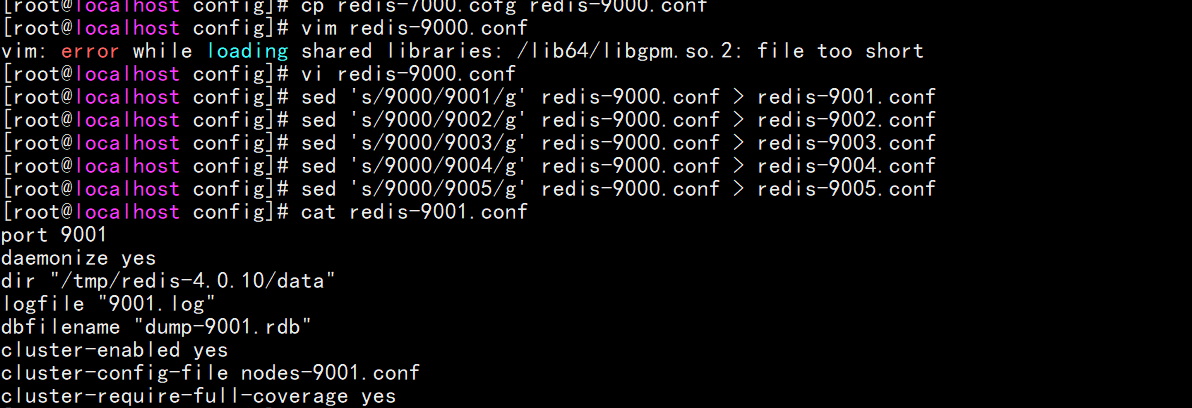 [root@localhost config]# cp redis-7000.cofg redis-9000.conf
[root@localhost config]# vim redis-9000.conf
vim: error while loading shared libraries: /lib64/libgpm.so.2: file too short
[root@localhost config]# vi redis-9000.conf
[root@localhost config]# sed 's/9000/9001/g' redis-9000.conf > redis-9001.conf
[root@localhost config]# sed 's/9000/9002/g' redis-9000.conf > redis-9002.conf
[root@localhost config]# sed 's/9000/9003/g' redis-9000.conf > redis-9003.conf
[root@localhost config]# sed 's/9000/9004/g' redis-9000.conf > redis-9004.conf
[root@localhost config]# sed 's/9000/9005/g' redis-9000.conf > redis-9005.conf
[root@localhost config]# cat redis-9001.conf
port 9001
daemonize yes
dir "/tmp/redis-4.0.10/data"
logfile "9001.log"
dbfilename "dump-9001.rdb"
cluster-enabled yes
cluster-config-file nodes-9001.conf
cluster-require-full-coverage yes